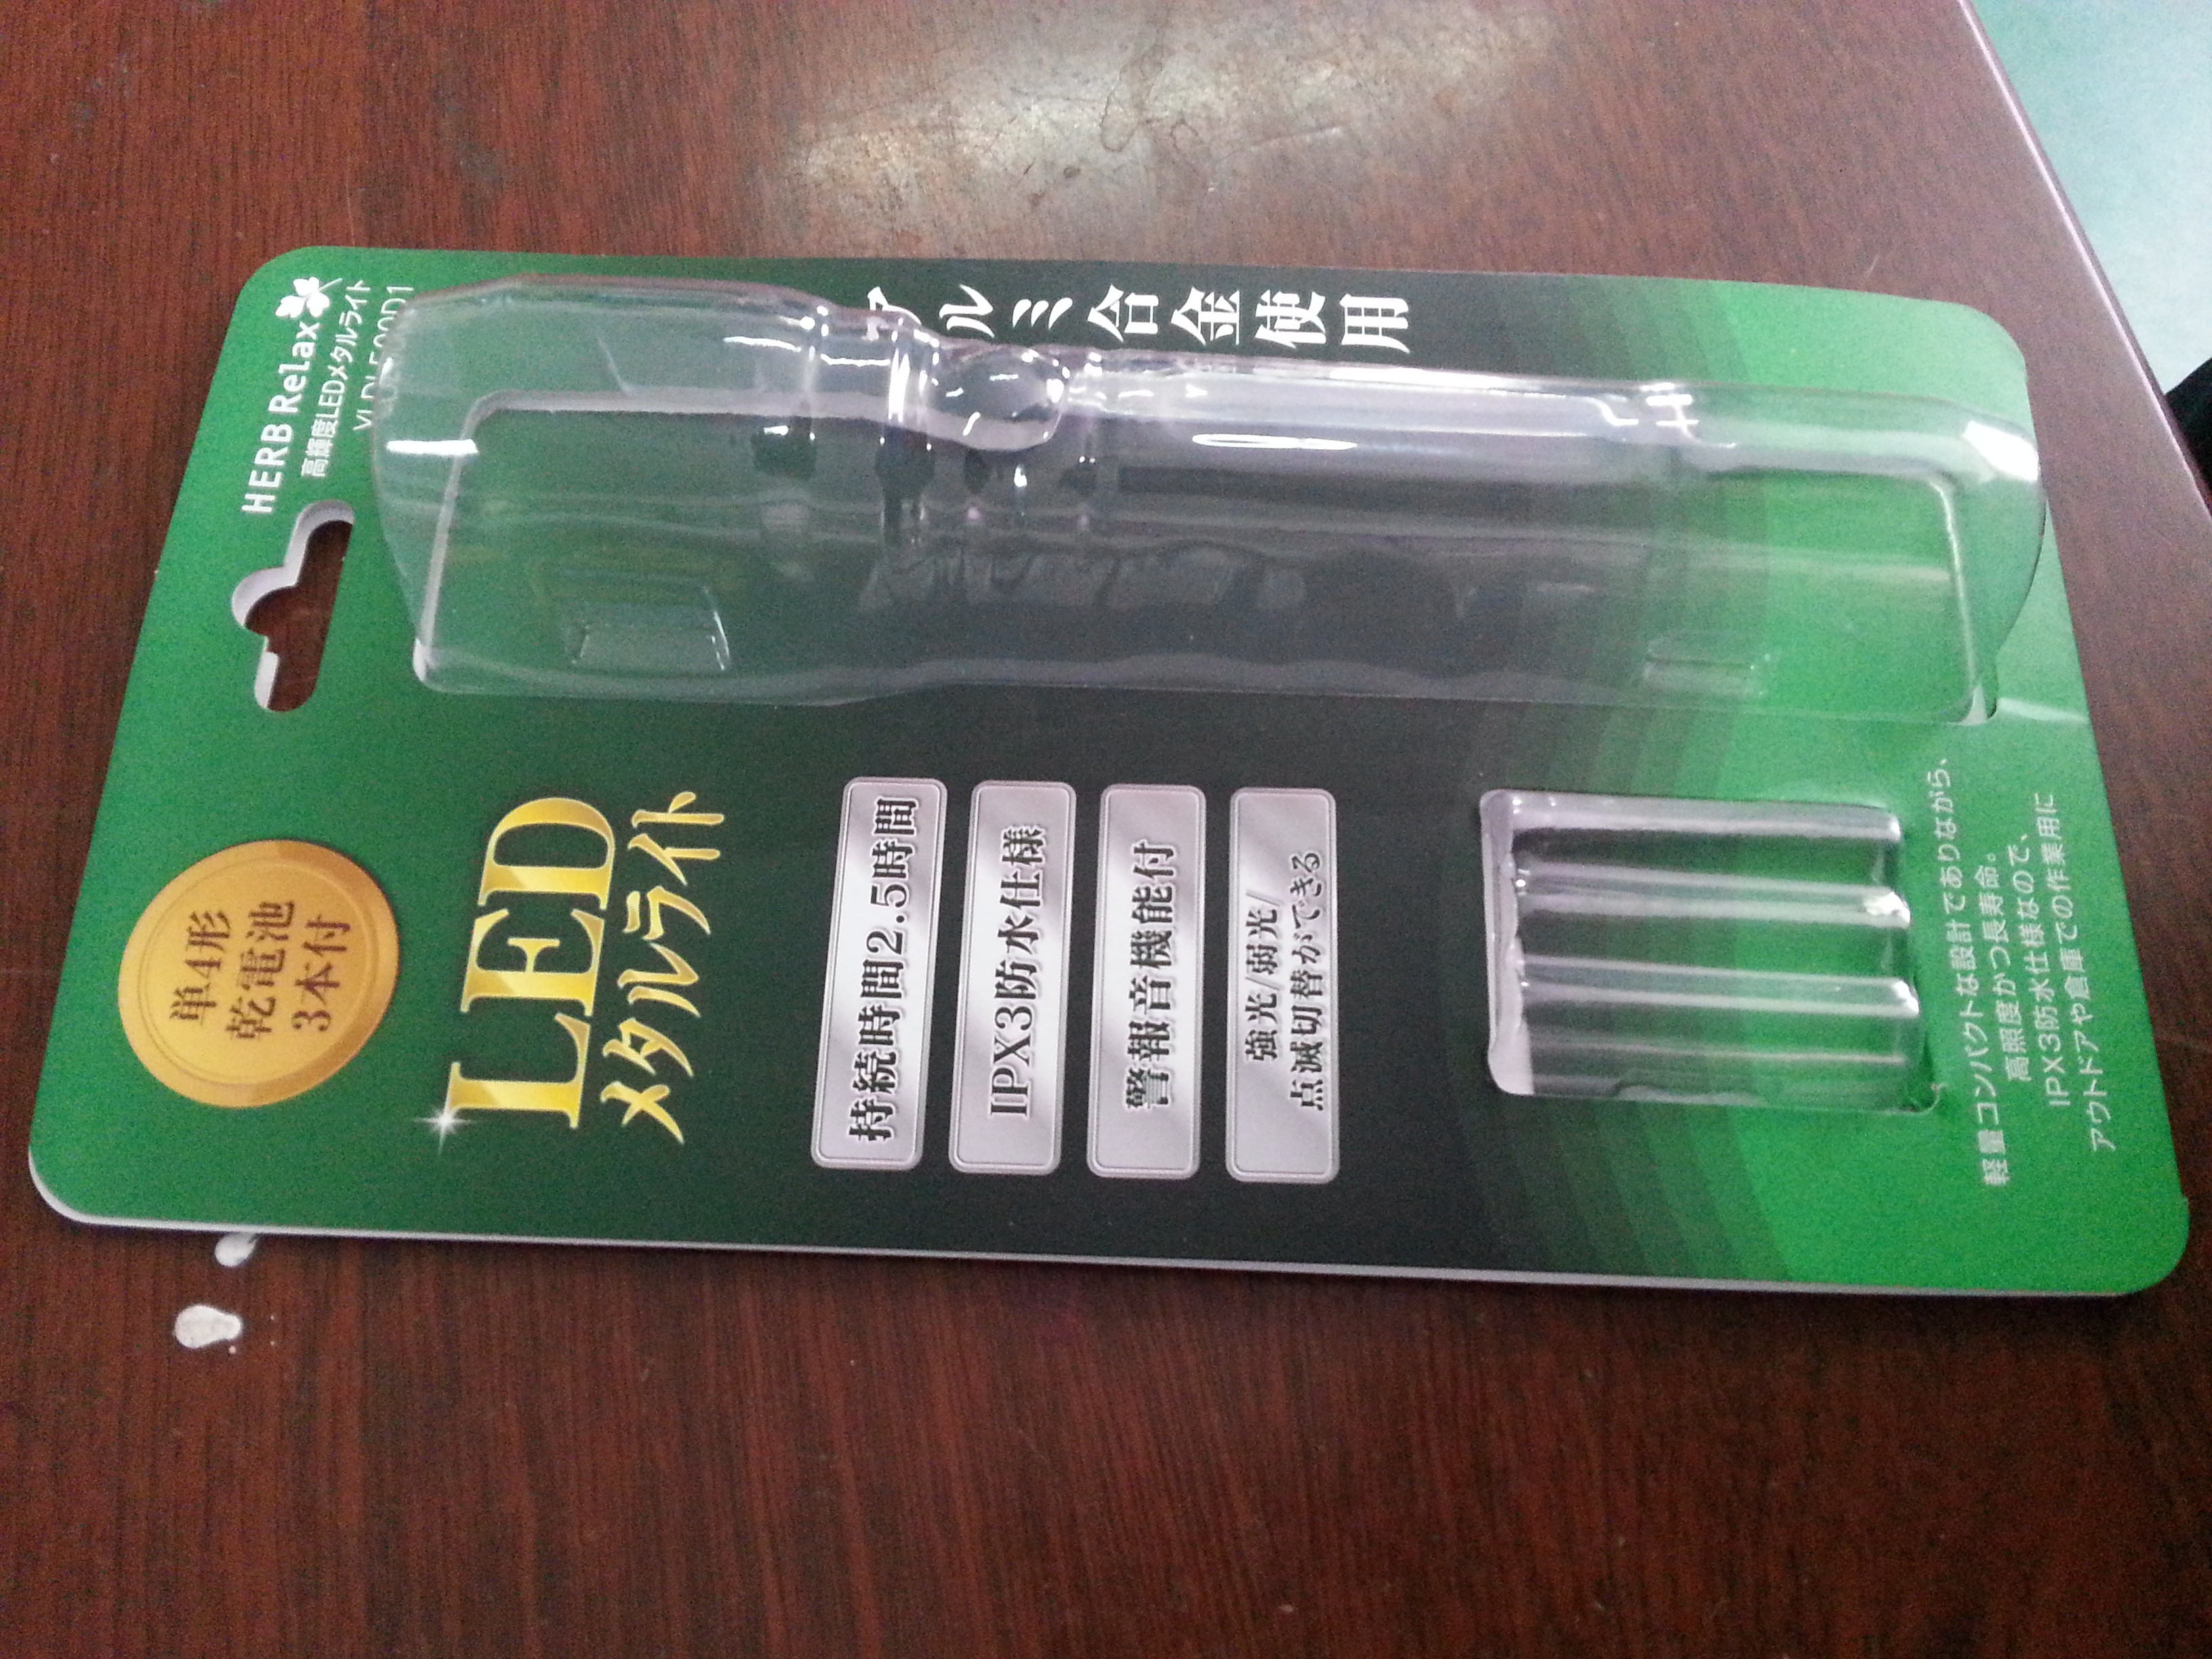 HERB Relax
高輝度LEDメタルライト
アルミ合金使用
単4形
乾電池
3本付
LED
メタルライト
持続時間2.5時間
IPX3防水仕様
警報音機能付
強光/弱光/
点滅切替ができる
軽量コンパクトな設計でありながら、
高照度かつ長寿命。
IPX3防水仕様なので、
アウトドアや倉庫での作業用に